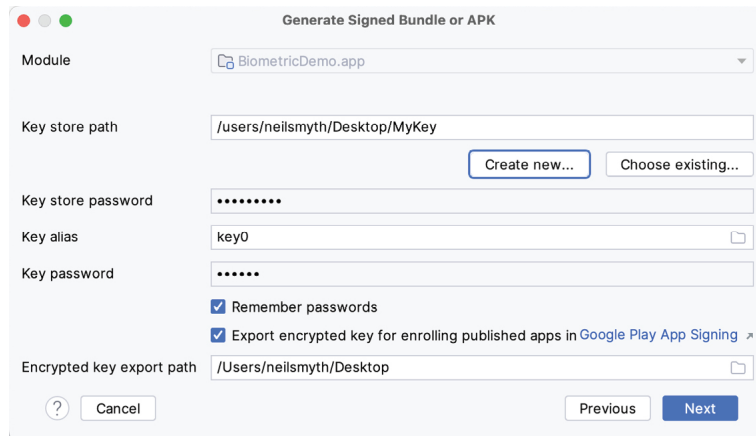 Generate Signed Bundle or APK
Module
BiometricDemo.app
Key store path
/users/neilsmyth/Desktop/MyKey
Create new...
Choose existing...
Key store password
•••••••••
Key alias
key0
Key password
••••••
Remember passwords
Export encrypted key for enrolling published apps in Google Play App Signing ↗
Encrypted key export path
/Users/neilsmyth/Desktop
?
Cancel
Previous
Next